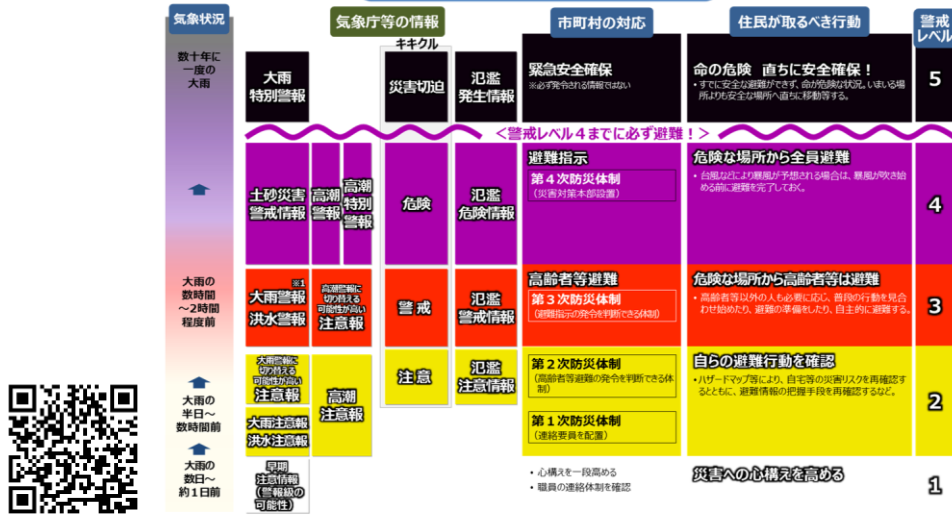 気象状況
気象庁等の情報
市町村の対応
住民が取るべき行動
警戒
レベル
キキクル
数十年に
一度の
大雨
大雨
特別警報
災害切迫
氾濫
発生情報
緊急安全確保
※必ず発令される情報ではない
命の危険 直ちに安全確保！
・すでに安全な避難ができず、命が危険な状況。いまいる場
所よりも安全な場所へ直ちに移動等する。
5
＜警戒レベル４までに必ず避難！＞
土砂災害
警戒情報
高潮
警報
高潮
特別
警報
危険
氾濫
危険情報
避難指示
第４次防災体制
（災害対策本部設置）
危険な場所から全員避難
・台風などにより暴風が予想される場合は、暴風が吹き始
める前に避難を完了しておく。
4
大雨の
数時間
～2時間
程度前
※1
大雨警報
洪水警報
高潮警報に
切り替える
可能性が高い
注意報
警戒
氾濫
警戒情報
高齢者等避難
第３次防災体制
（避難指示の発令を判断できる体制）
危険な場所から高齢者等は避難
・高齢者等以外の人も必要に応じ、普段の行動を見合
わせ始めたり、避難の準備をしたり、自主的に避難する。
3
大雨の
半日～
数時間前
大雨警報に
切り替える
可能性が高い
注意報
大雨注意報
洪水注意報
高潮
注意報
注意
氾濫
注意情報
第２次防災体制
（高齢者等避難の発令を判断できる体
制）
第１次防災体制
（連絡要員を配置）
自らの避難行動を確認
・ハザードマップ等により、自宅等の災害リスクを再確認す
るとともに、避難情報の把握手段を再確認するなど。
2
大雨の
数日～
約１日前
早期
注意情報
（警報級の
可能性）
・心構えを一段高める
・職員の連絡体制を確認
災害への心構えを高める
1